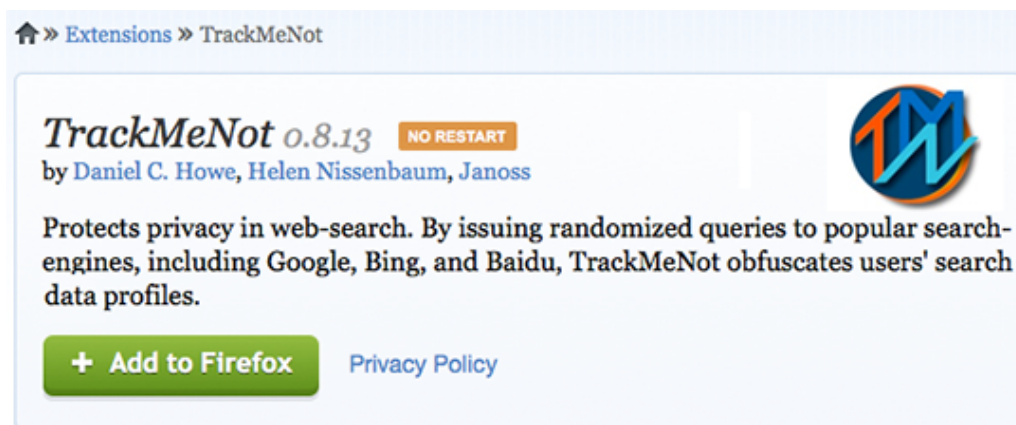 » Extensions » TrackMeNot
TrackMeNot 0.8.13 NO RESTART
by Daniel C. Howe, Helen Nissenbaum, Janoss
TMN
Protects privacy in web-search. By issuing randomized queries to popular search-
engines, including Google, Bing, and Baidu, TrackMeNot obfuscates users' search
data profiles.
+ Add to Firefox Privacy Policy